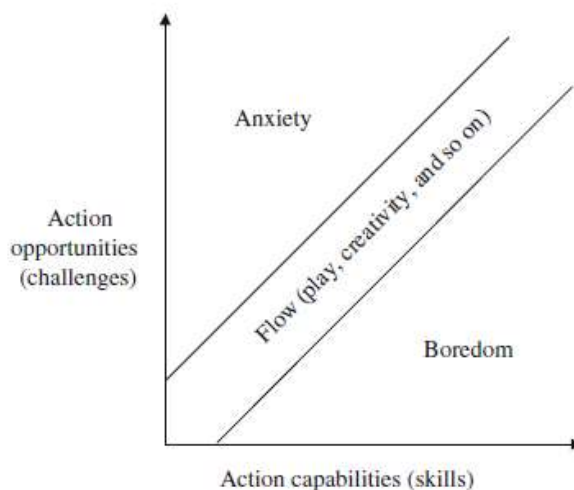 Anxiety
Action
opportunities
(challenges)
Flow (play, creativity, and so on)
Boredom
Action capabilities (skills)